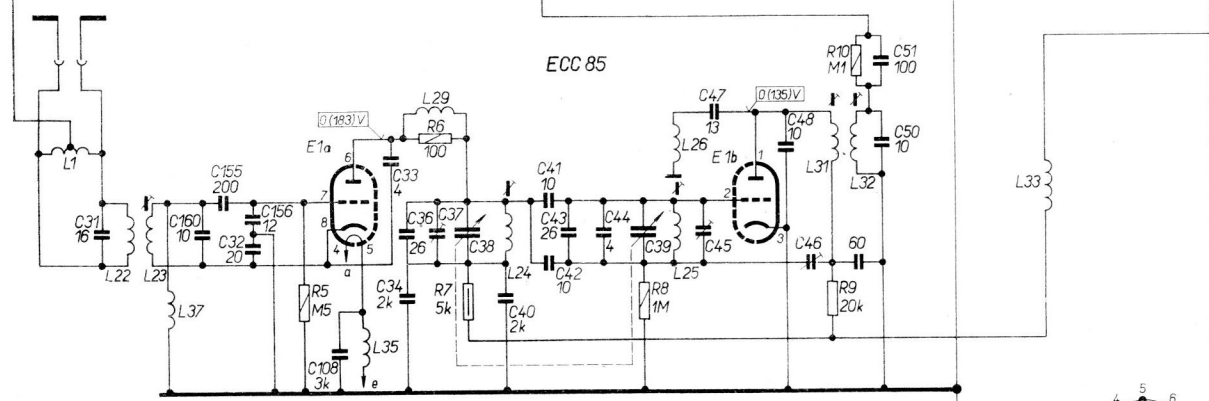 ECC 85
R10
M1
C51
100
L29
C47
13
0(135)V
0(183)V
R6
100
C48
10
C50
10
E1a
6
L26
E1b
1
L1
C33
4
L31
L32
C155
200
C41
10
L33
7
2
C31
16
C160
10
C156
12
8
C36
26
C37
C38
C43
26
C44
4
C39
C45
3
C32
20
4
5
a
C46
60
L22
L23
L24
C42
10
L25
L37
R5
M5
C34
2k
R7
5k
C40
2k
R8
1M
R9
20k
L35
C108
3k
e
4
5
6